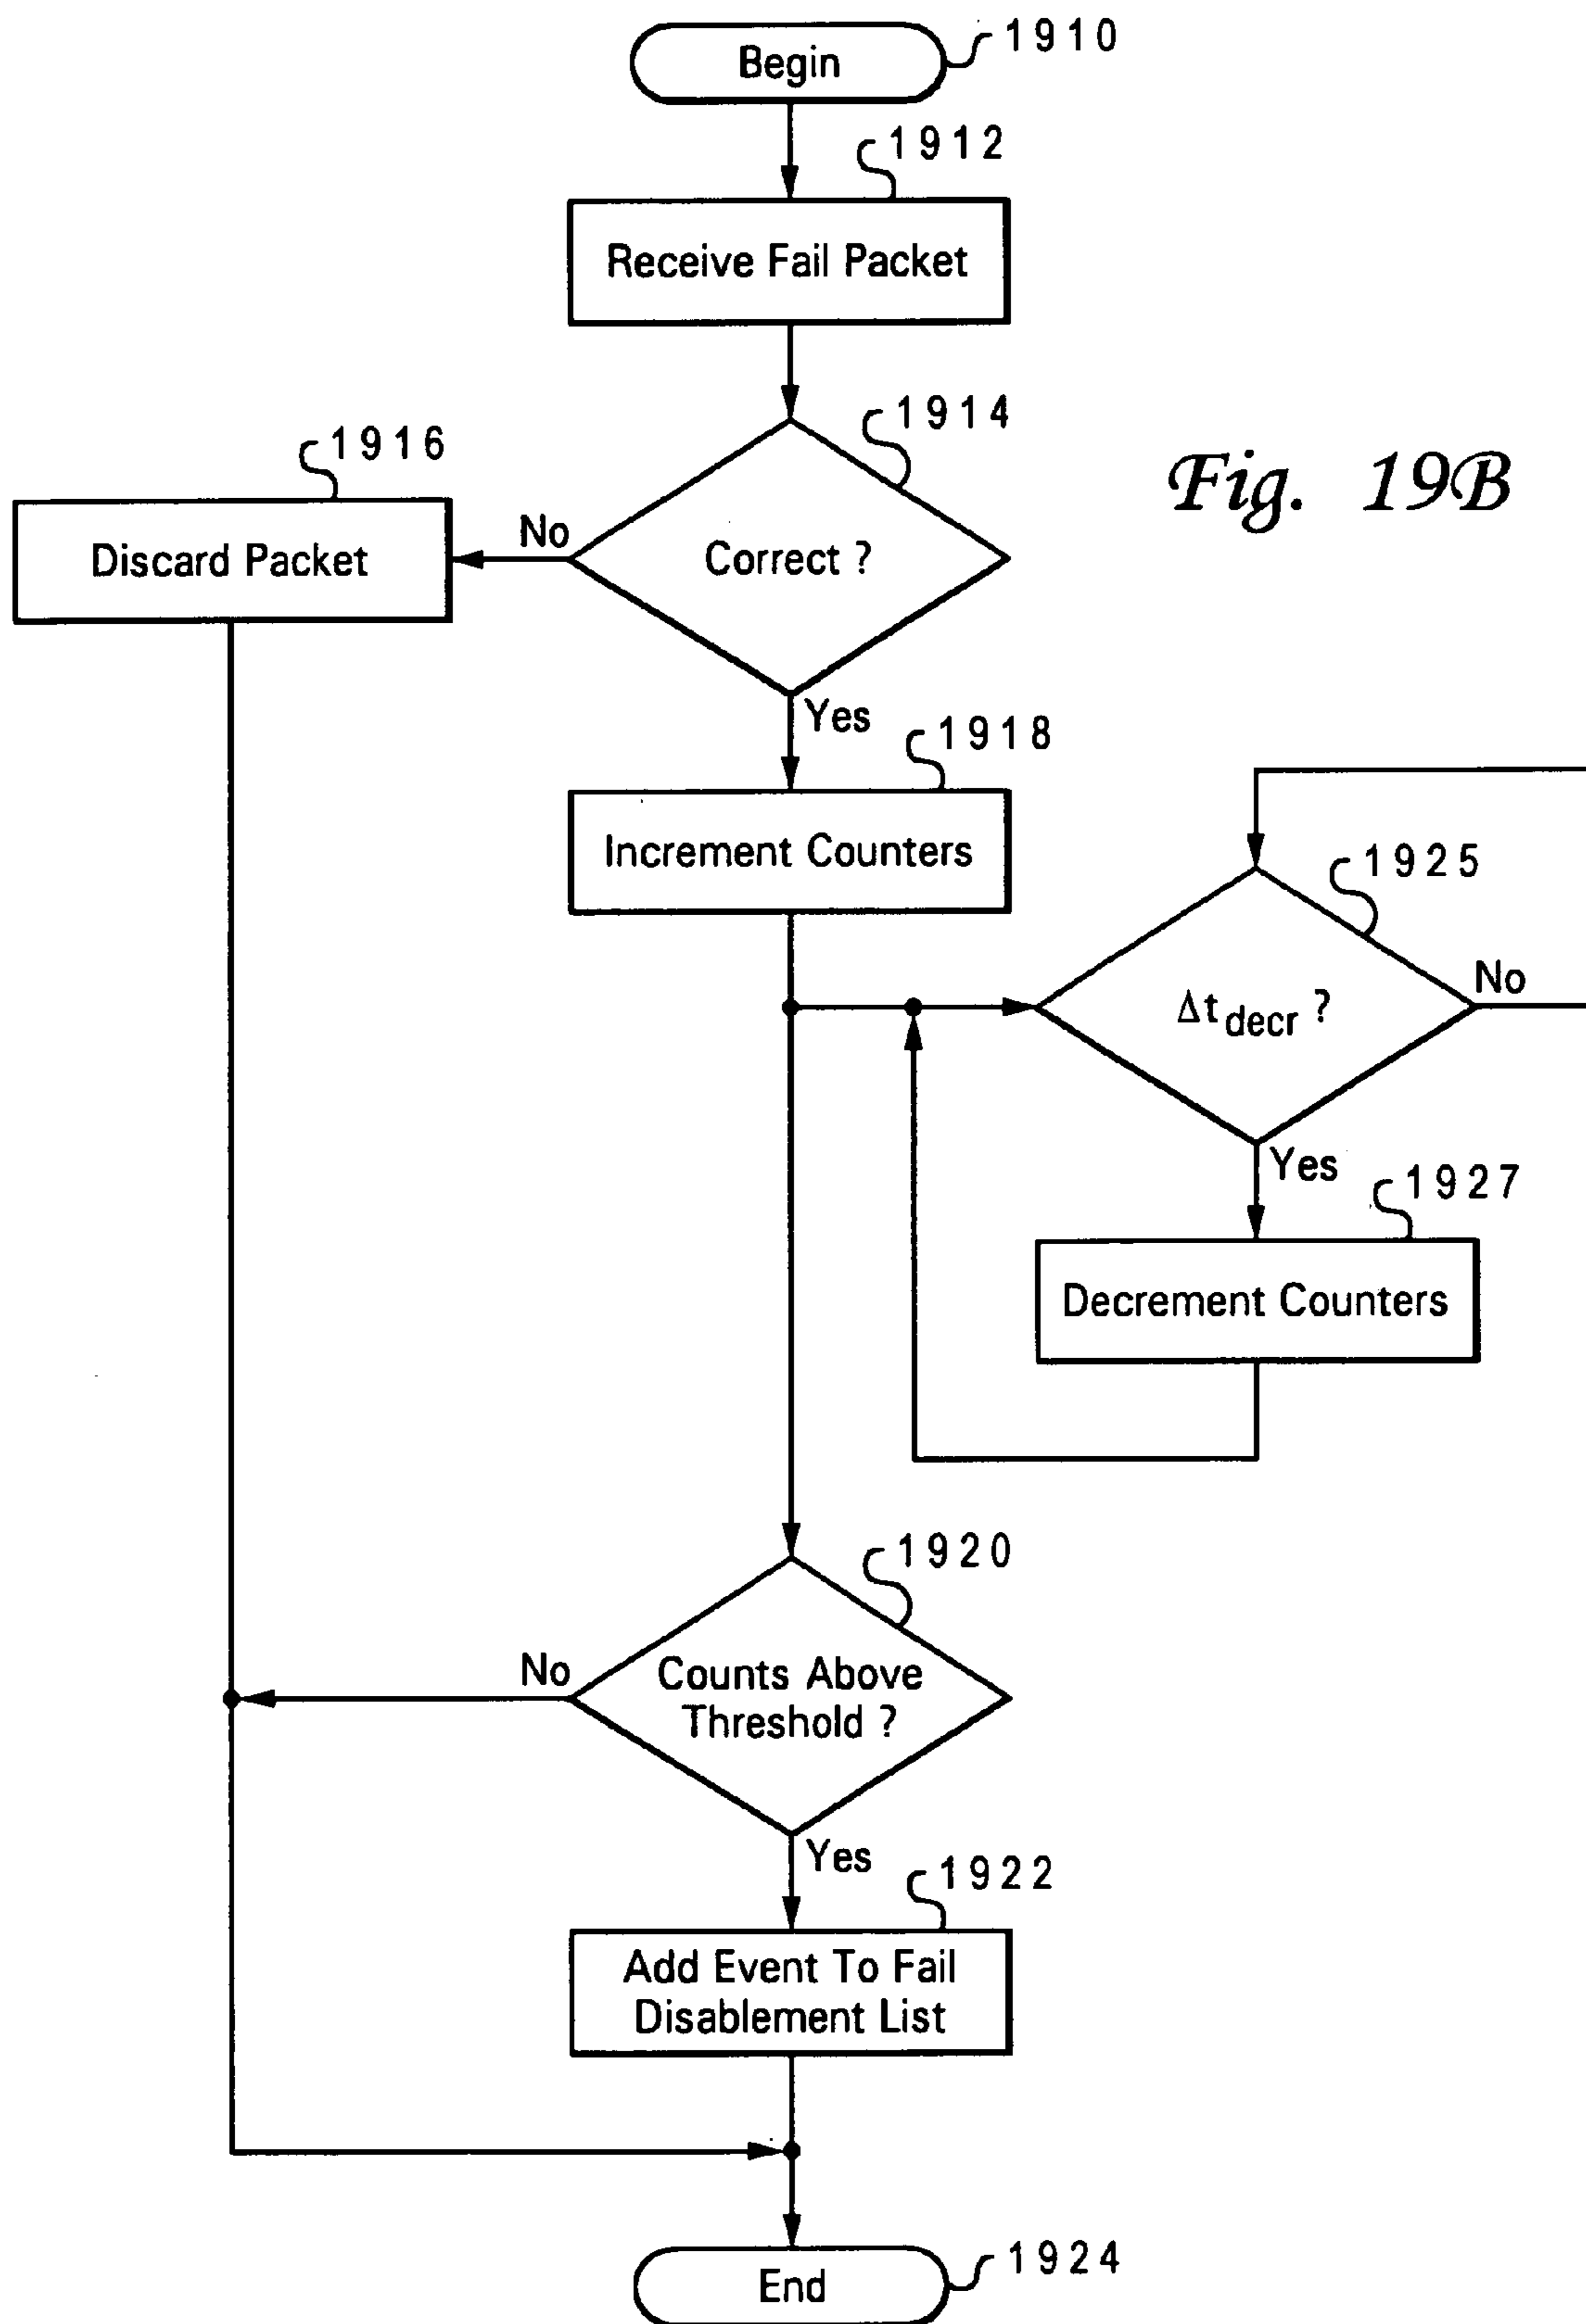 Begin
1910
1912
Receive Fail Packet
1914
1916
Fig. 19B
No
Discard Packet
Correct ?
Yes
1918
Increment Counters
1925
No
Δt decr ?
Yes
1927
Decrement Counters
1920
No
Counts Above
Threshold ?
Yes
1922
Add Event To Fail
Disablement List
End
1924